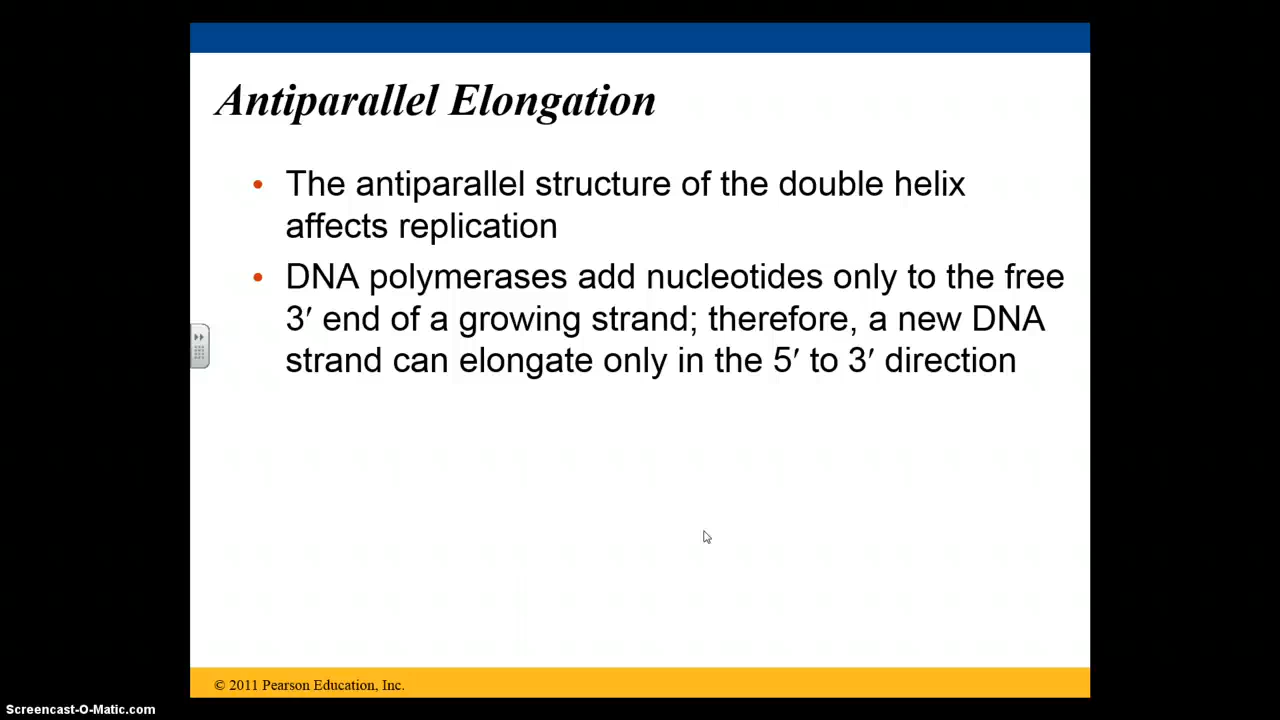 Antiparallel Elongation
• The antiparallel structure of the double helix
affects replication
• DNA polymerases add nucleotides only to the free
3′ end of a growing strand; therefore, a new DNA
strand can elongate only in the 5′ to 3′ direction
© 2011 Pearson Education, Inc.
Screencast-O-Matic.com